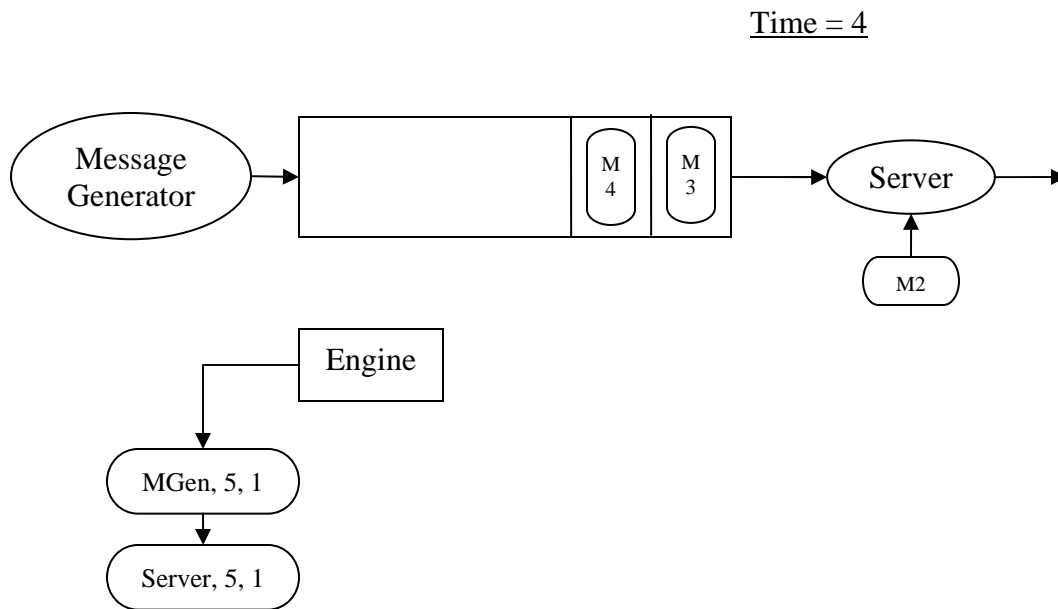 Time = 4
Message
Generator
M
4
M
3
Server
M2
Engine
MGen, 5, 1
Server, 5, 1